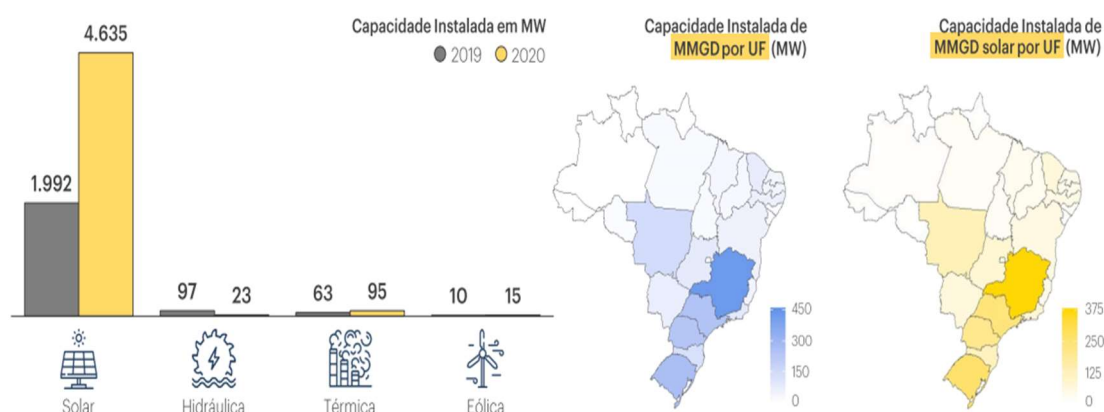 Capacidade Instalada em MW
2019 2020
4.635
1.992
97 23
63 95
10 15
Solar Hidráulica Térmica Eólica
Capacidade Instalada de
MMGD por UF (MW)
450
300
150
0
Capacidade Instalada de
MMGD solar por UF (MW)
375
250
125
0